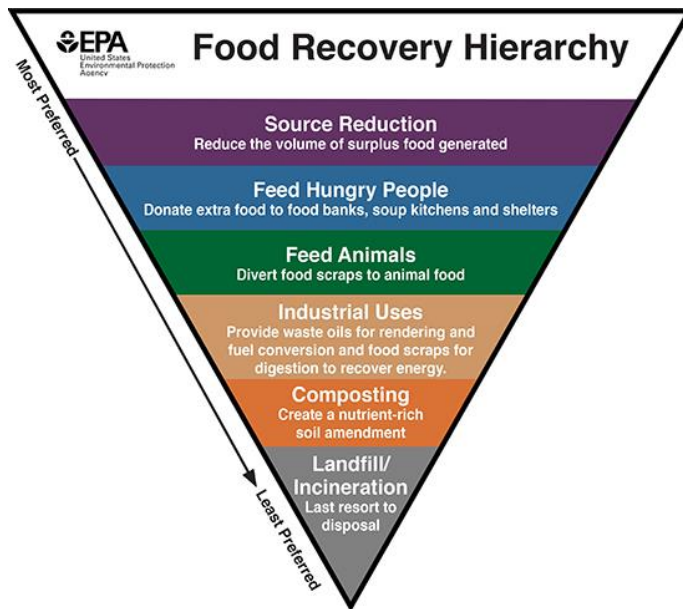 EPA
United States
Environmental Protection
Agency
Food Recovery Hierarchy
Most Preferred
Source Reduction
Reduce the volume of surplus food generated
Feed Hungry People
Donate extra food to food banks, soup kitchens and shelters
Feed Animals
Divert food scraps to animal food
Industrial Uses
Provide waste oils for rendering and
fuel conversion and food scraps for
digestion to recover energy.
Composting
Create a nutrient-rich
soil amendment
Landfill/
Incineration
Last resort to
disposal
Least Preferred